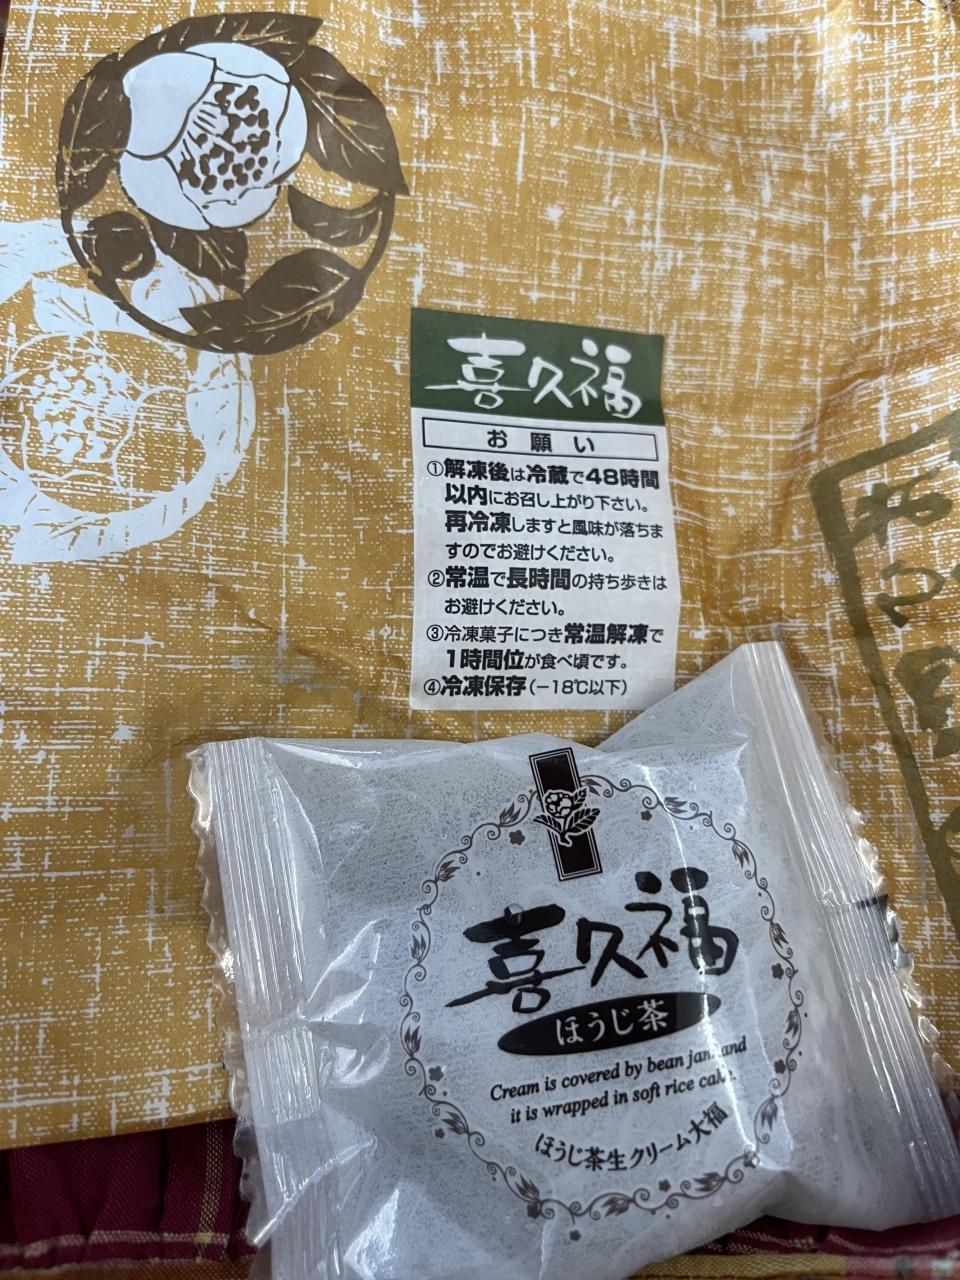 喜久福
お願い
①解凍後は冷蔵で48時間
以内にお召し上がり下さい。
再冷凍しますと風味が落ちま
すのでお避けください。
②常温で長時間の持ち歩きは
お避けください。
③冷凍菓子につき常温解凍で
1時間位が食べ頃です。
④冷凍保存(−18℃以下)
喜久福
ほうじ茶
Cream is covered by bean jam and
it is wrapped in soft rice cake.
ほうじ茶生クリーム大福